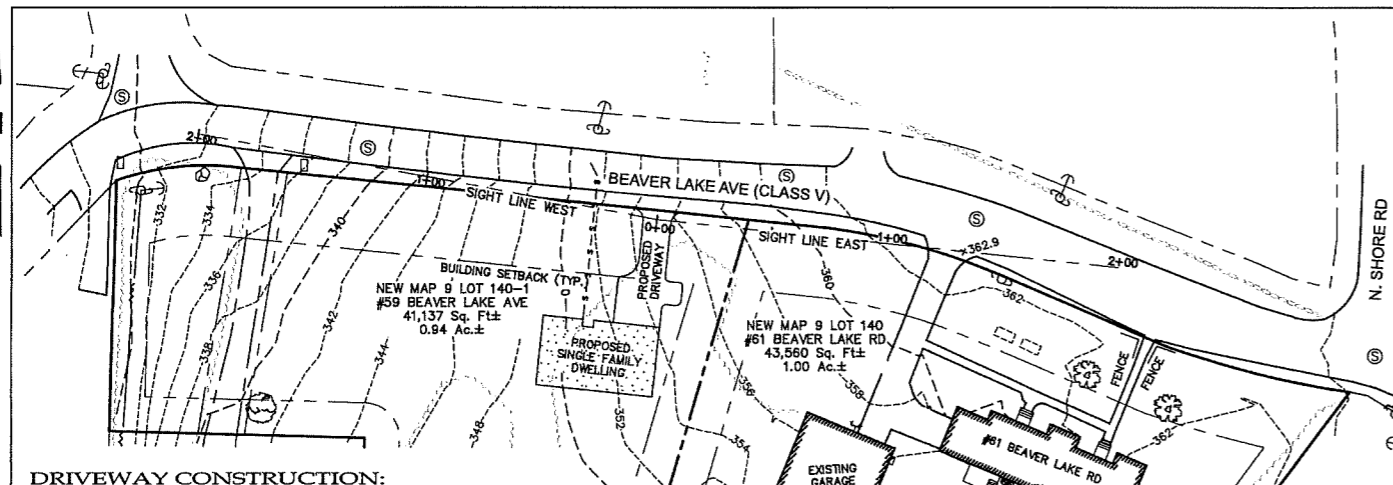 N. SHORE RD
BEAVER LAKE AVE (CLASS V)
2+00
1+00
SIGHT LINE WEST
0+00
SIGHT LINE EAST
1+00
362.9
2+00
332
334
336
338
340
342
344
348
352
354
356
358
360
362
362
BUILDING SETBACK (TYP.)
NEW MAP 9 LOT 140-1
#59 BEAVER LAKE AVE
41,137 Sq. Ft±
0.94 Ac.±
PROPOSED
DRIVEWAY
PROPOSED
SINGLE FAMILY
DWELLING
NEW MAP 9 LOT 140
#61 BEAVER LAKE RD
43,560 Sq. Ft±
1.00 Ac.±
FENCE
FENCE
#61 BEAVER LAKE RD
EXISTING
GARAGE
S
S
S
S
S
DRIVEWAY CONSTRUCTION: